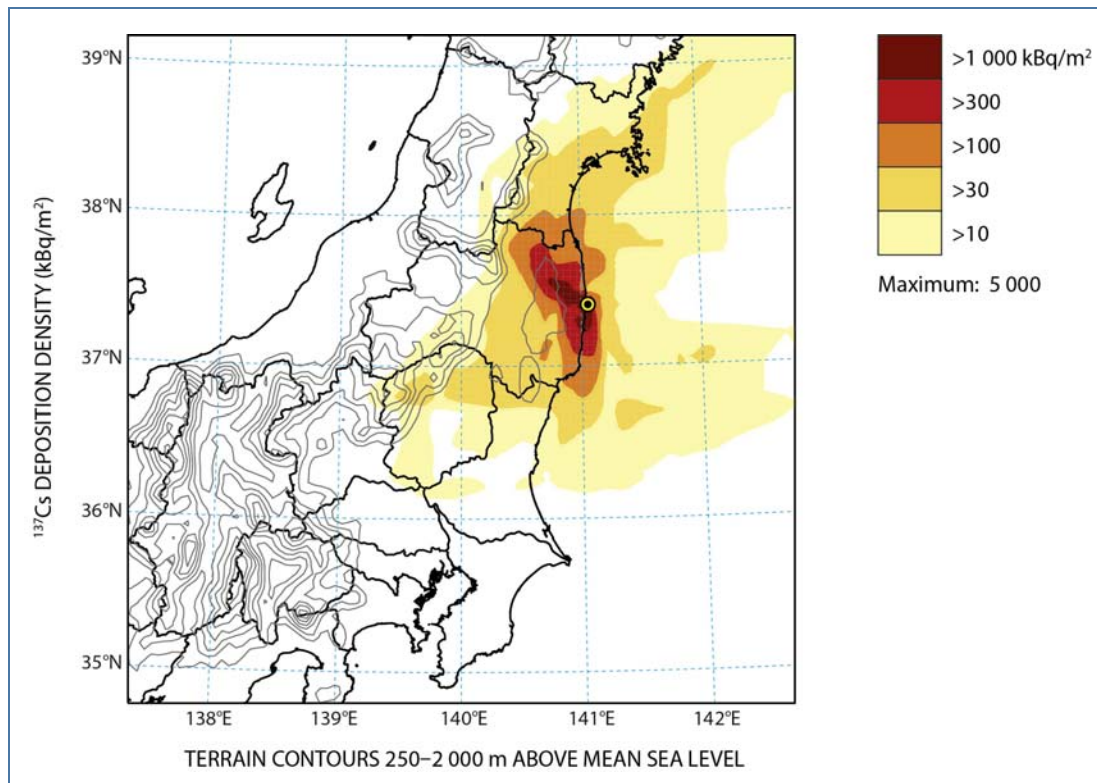 39°N
38°N
37°N
36°N
35°N
138°E
139°E
140°E
141°E
142°E
¹³⁷Cs DEPOSITION DENSITY (kBq/m²)
TERRAIN CONTOURS 250–2 000 m ABOVE MEAN SEA LEVEL
>1 000 kBq/m²
>300
>100
>30
>10
Maximum: 5 000